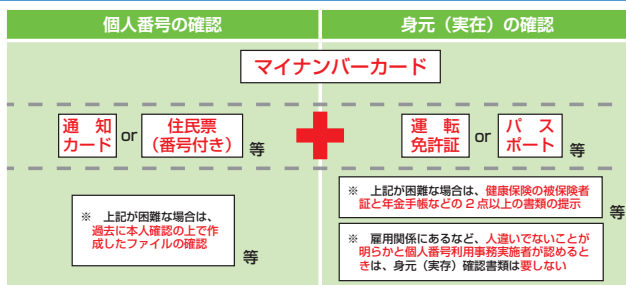 個人番号の確認
身元（実在）の確認
マイナンバーカード
通 知
カード
or
住民票
（番号付き）
等
運 転
免許証
or
パ ス
ポート
等
※ 上記が困難な場合は、
過去に本人確認の上で作
成したファイルの確認
等
※ 上記が困難な場合は、健康保険の被保険者
証と年金手帳などの２点以上の書類の提示
等
※ 雇用関係にあるなど、人違いでないことが
明らかと個人番号利用事務実施者が認めると
きは、身元（実存）確認書類は要しない